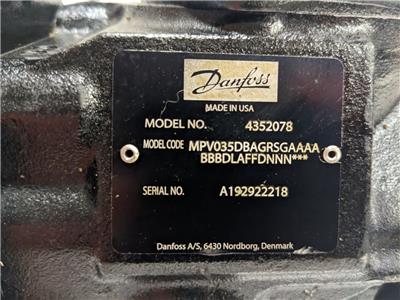 Danfoss
MADE IN USA
MODEL NO. 4352078
MODEL CODE MPV035DBAGRSGAAAA
BBBDLAFFDNNN***
SERIAL NO. A192922218
Danfoss A/S, 6430 Nordborg, Denmark